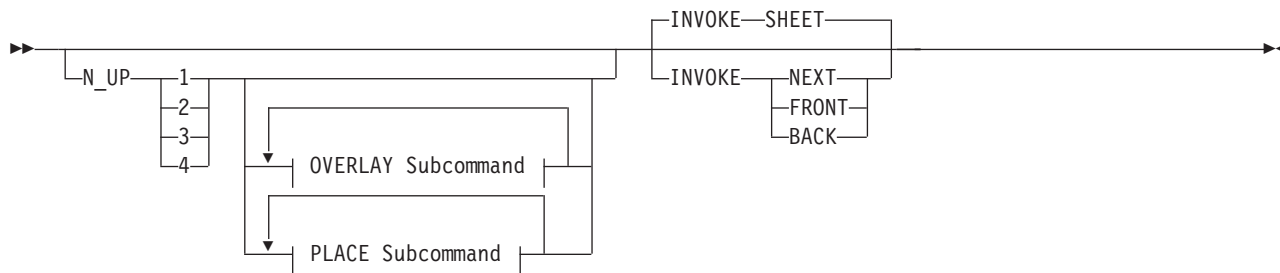 INVOKE SHEET
N_UP 1 INVOKE NEXT
2 FRONT
3 BACK
4
OVERLAY Subcommand
PLACE Subcommand